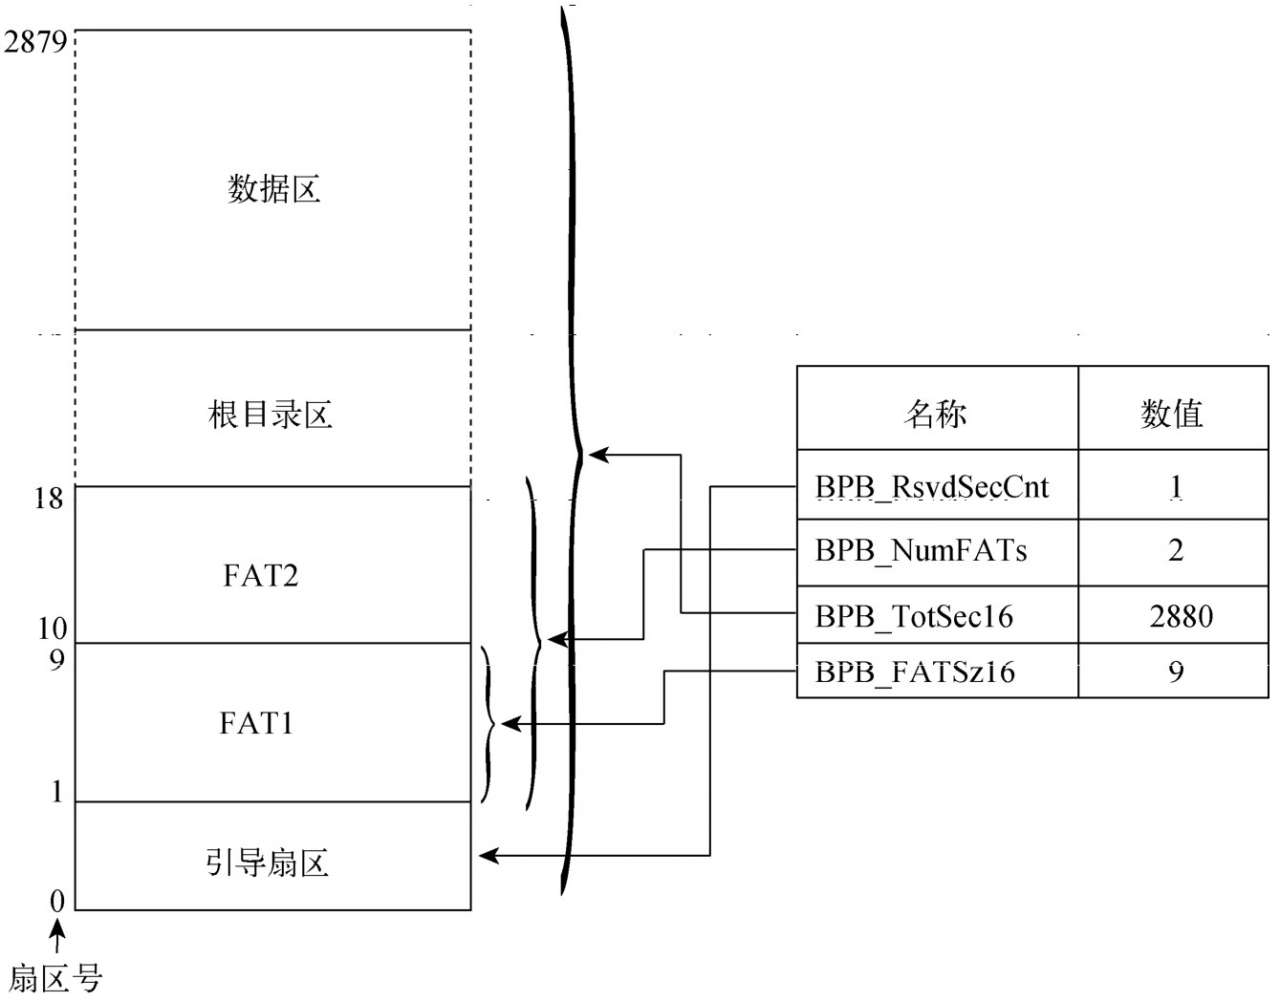 2879
数据区
根目录区
18
FAT2
10
9
FAT1
1
引导扇区
0
扇区号
名称 数值
BPB_RsvdSecCnt 1
BPB_NumFATs 2
BPB_TotSec16 2880
BPB_FATSz16 9